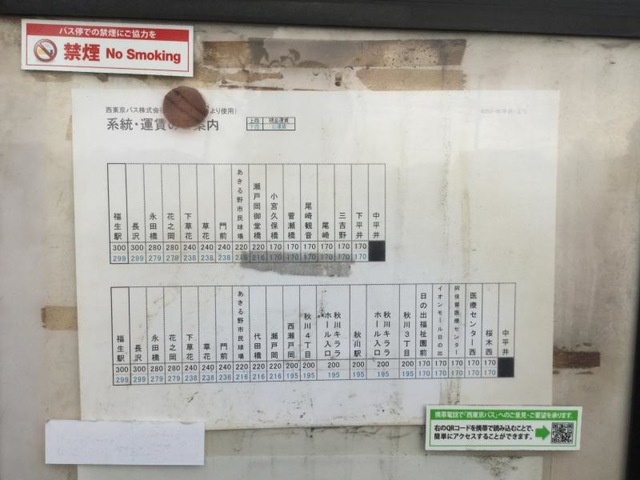 バス停での禁煙にご協力を
禁煙 No Smoking
西東京バス株式会 より使用)
系統・運賃の 案内
上段 現金運賃
下段 IC運賃
福生駅 長沢 永田橋 花之岡 下草花 草花 門前 あきる野市民球場 瀬戸岡御堂橋 小宮久保橋 菅瀬橋 尾崎観音 尾崎 三吉野 下平井 中平井
300 300 280 280 240 240 240 220 220 170 170 170 170 170 170
299 299 279 279 238 238 238 216 216 170 170 170 170 170 170
福生駅 長沢 永田橋 花之岡 下草花 草花 門前 あきる野市民球場 代田橋 瀬戸岡 西瀬戸岡 秋川4丁目 秋川キララホール入口 秋川駅 秋川キララホール入口 秋川3丁目 日の出福祉園前 イオンモール日の出 阿伎留医療センター 医療センター西 桜木西 中平井
300 300 280 280 240 240 240 220 220 220 200 200 200 200 200 200 170 170 170 170 170
299 299 279 279 238 238 238 216 216 216 195 195 195 195 195 195 170 170 170 170 170
携帯電話で「西東京バス」へのご意見・ご要望を承ります。
右のQRコードを携帯で読み込むことで、
簡単にアクセスすることができます。